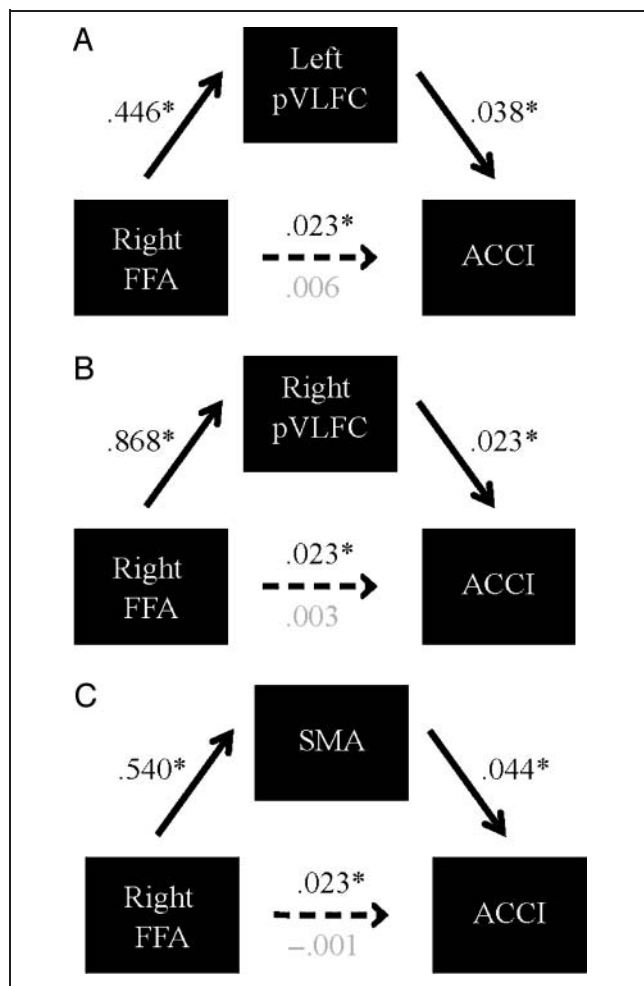 A
Left
pVLFC
.446*
.038*
Right
FFA
.023*
.006
ACCI
B
Right
pVLFC
.868*
.023*
Right
FFA
.023*
.003
ACCI
C
SMA
.540*
.044*
Right
FFA
.023*
–.001
ACCI